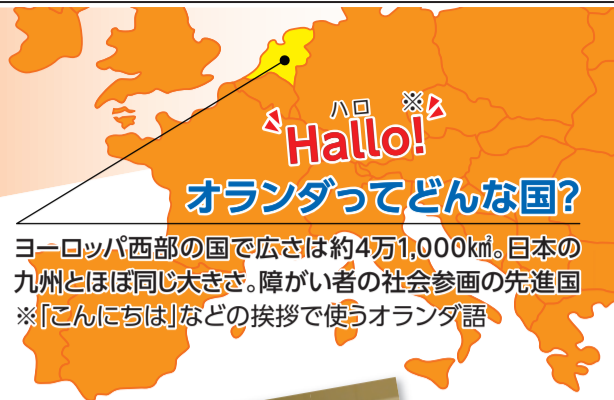 ハロ ※
Hallo!
オランダってどんな国?
ヨーロッパ西部の国で広さは約4万1,000㎢。日本の
九州とほぼ同じ大きさ。障がい者の社会参画の先進国
※「こんにちは」などの挨拶で使うオランダ語